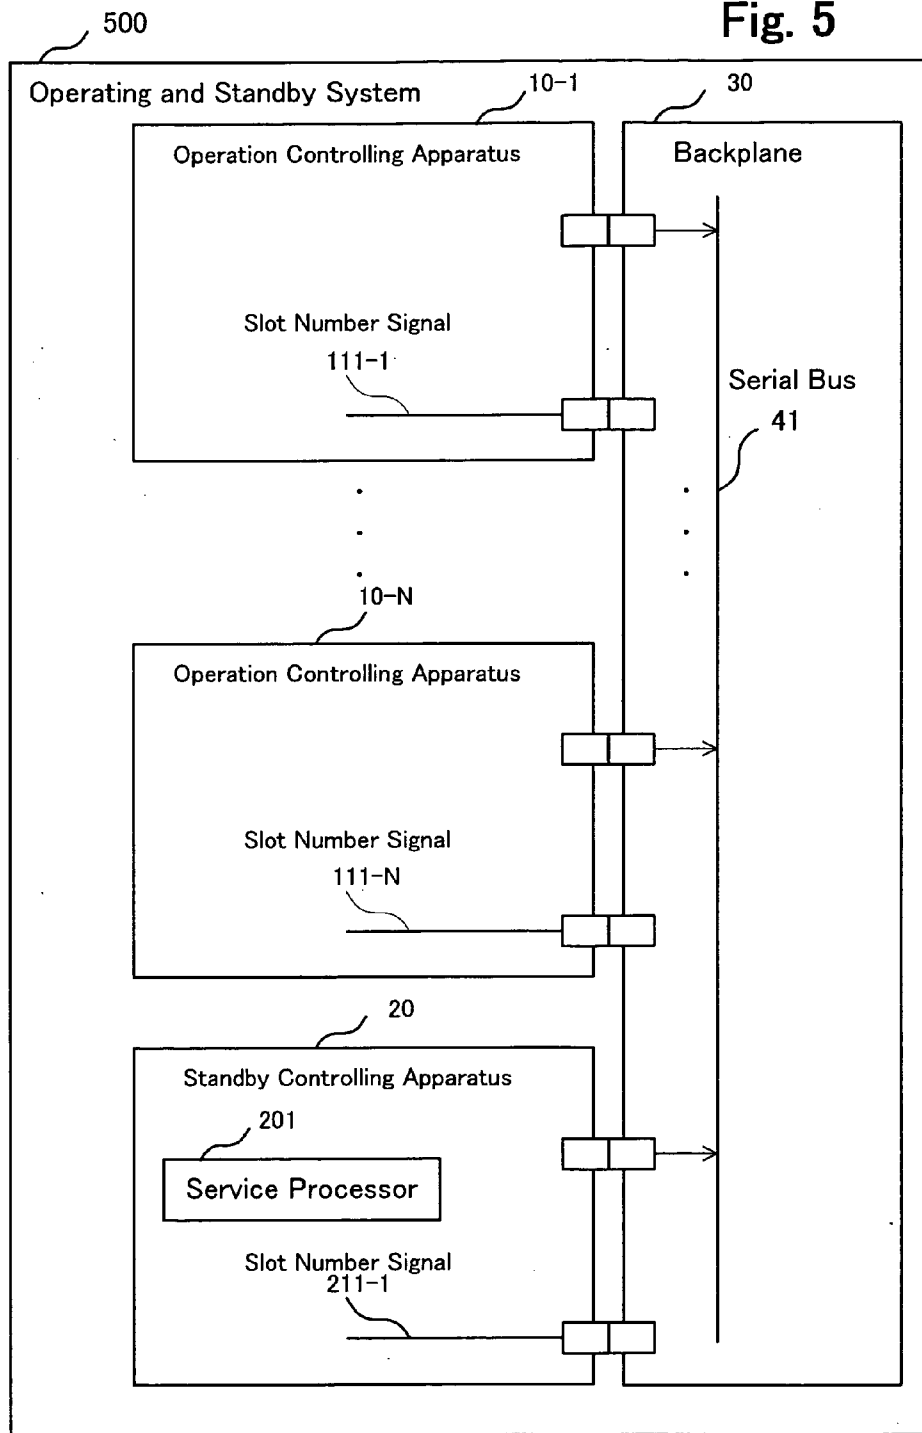 Fig. 5
500
Operating and Standby System
10-1
30
Operation Controlling Apparatus
Backplane
Slot Number Signal
111-1
Serial Bus
41
10-N
Operation Controlling Apparatus
Slot Number Signal
111-N
20
Standby Controlling Apparatus
201
Service Processor
Slot Number Signal
211-1